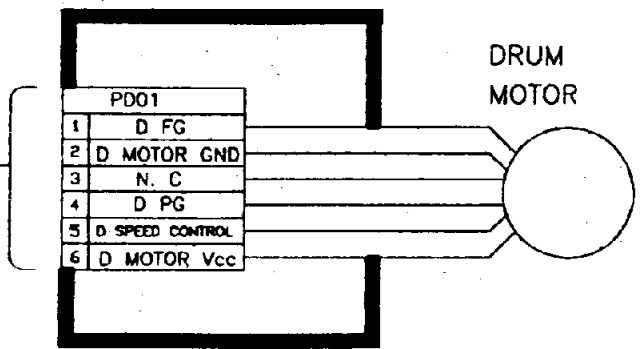 DRUM
MOTOR
PD01
1 D FG
2 D MOTOR GND
3 N. C
4 D PG
5 D SPEED CONTROL
6 D MOTOR Vcc